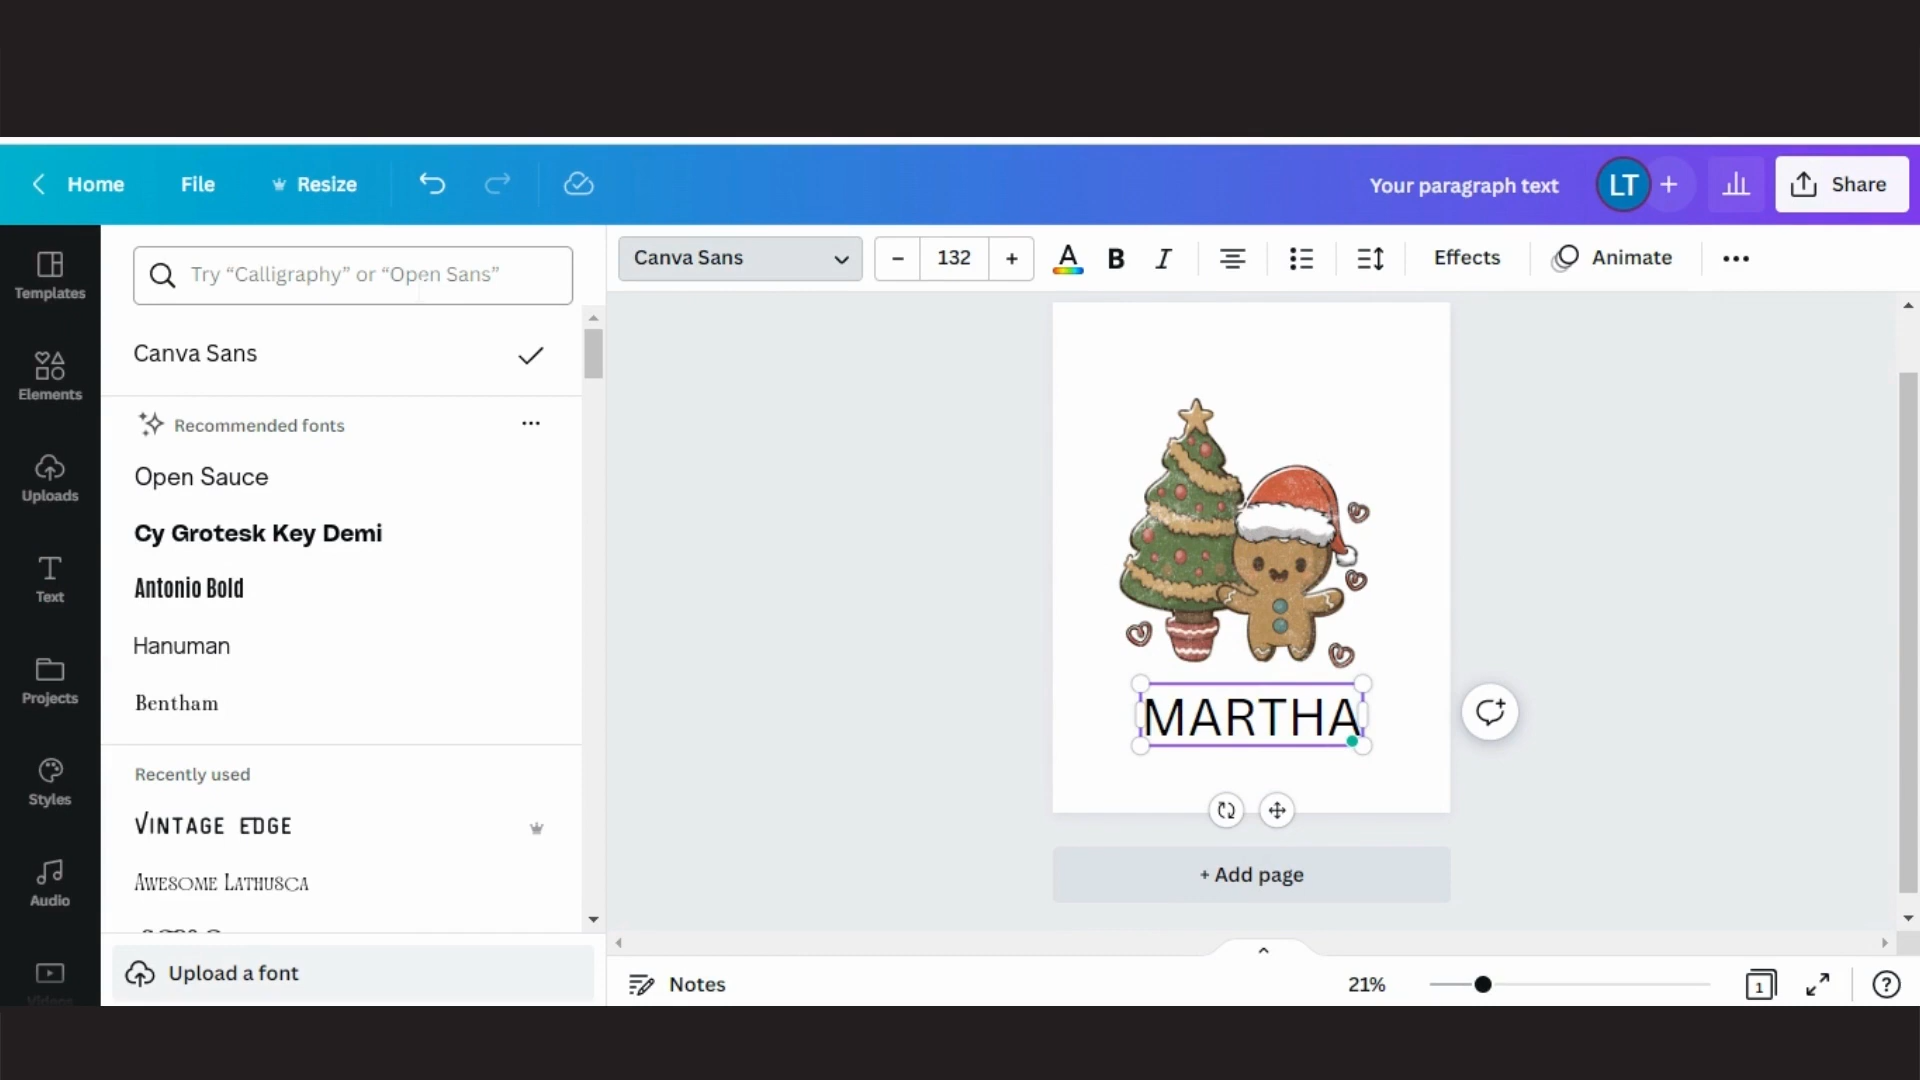 Home File Resize Your paragraph text LT Share
Try “Calligraphy” or “Open Sans” Canva Sans 132 A B I Effects Animate
Templates
Elements
Uploads
Text
Projects
Styles
Audio
Videos
Canva Sans
Recommended fonts
Open Sauce
Cy Grotesk Key Demi
Antonio Bold
Hanuman
Bentham
Recently used
VINTAGE EDGE
AWESOME LATHUSCA
Upload a font
MARTHA
+ Add page
Notes 21% 1 ?